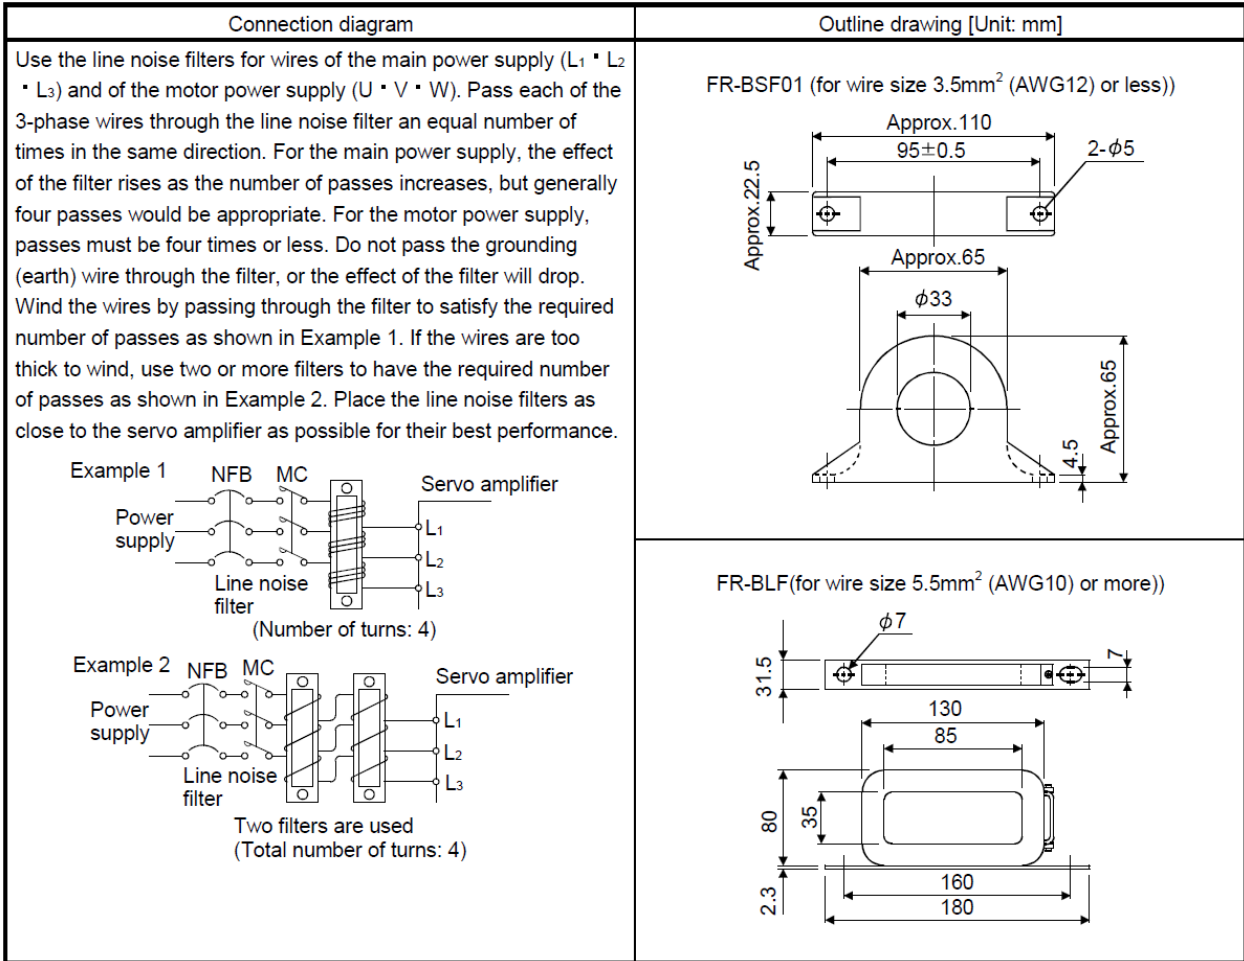 Connection diagram
Use the line noise filters for wires of the main power supply (L1・L2
・L3) and of the motor power supply (U・V・W). Pass each of the
3-phase wires through the line noise filter an equal number of
times in the same direction. For the main power supply, the effect
of the filter rises as the number of passes increases, but generally
four passes would be appropriate. For the motor power supply,
passes must be four times or less. Do not pass the grounding
(earth) wire through the filter, or the effect of the filter will drop.
Wind the wires by passing through the filter to satisfy the required
number of passes as shown in Example 1. If the wires are too
thick to wind, use two or more filters to have the required number
of passes as shown in Example 2. Place the line noise filters as
close to the servo amplifier as possible for their best performance.
Example 1
NFB
MC
Servo amplifier
Power
supply
L1
L2
L3
Line noise
filter
(Number of turns: 4)
Example 2
NFB
MC
Servo amplifier
Power
supply
L1
L2
L3
Line noise
filter
Two filters are used
(Total number of turns: 4)
Outline drawing [Unit: mm]
FR-BSF01 (for wire size 3.5mm² (AWG12) or less))
Approx.110
95±0.5
2-φ5
Approx.22.5
Approx.65
φ33
Approx.65
4.5
FR-BLF(for wire size 5.5mm² (AWG10) or more))
φ7
31.5
7
130
85
80
35
2.3
160
180